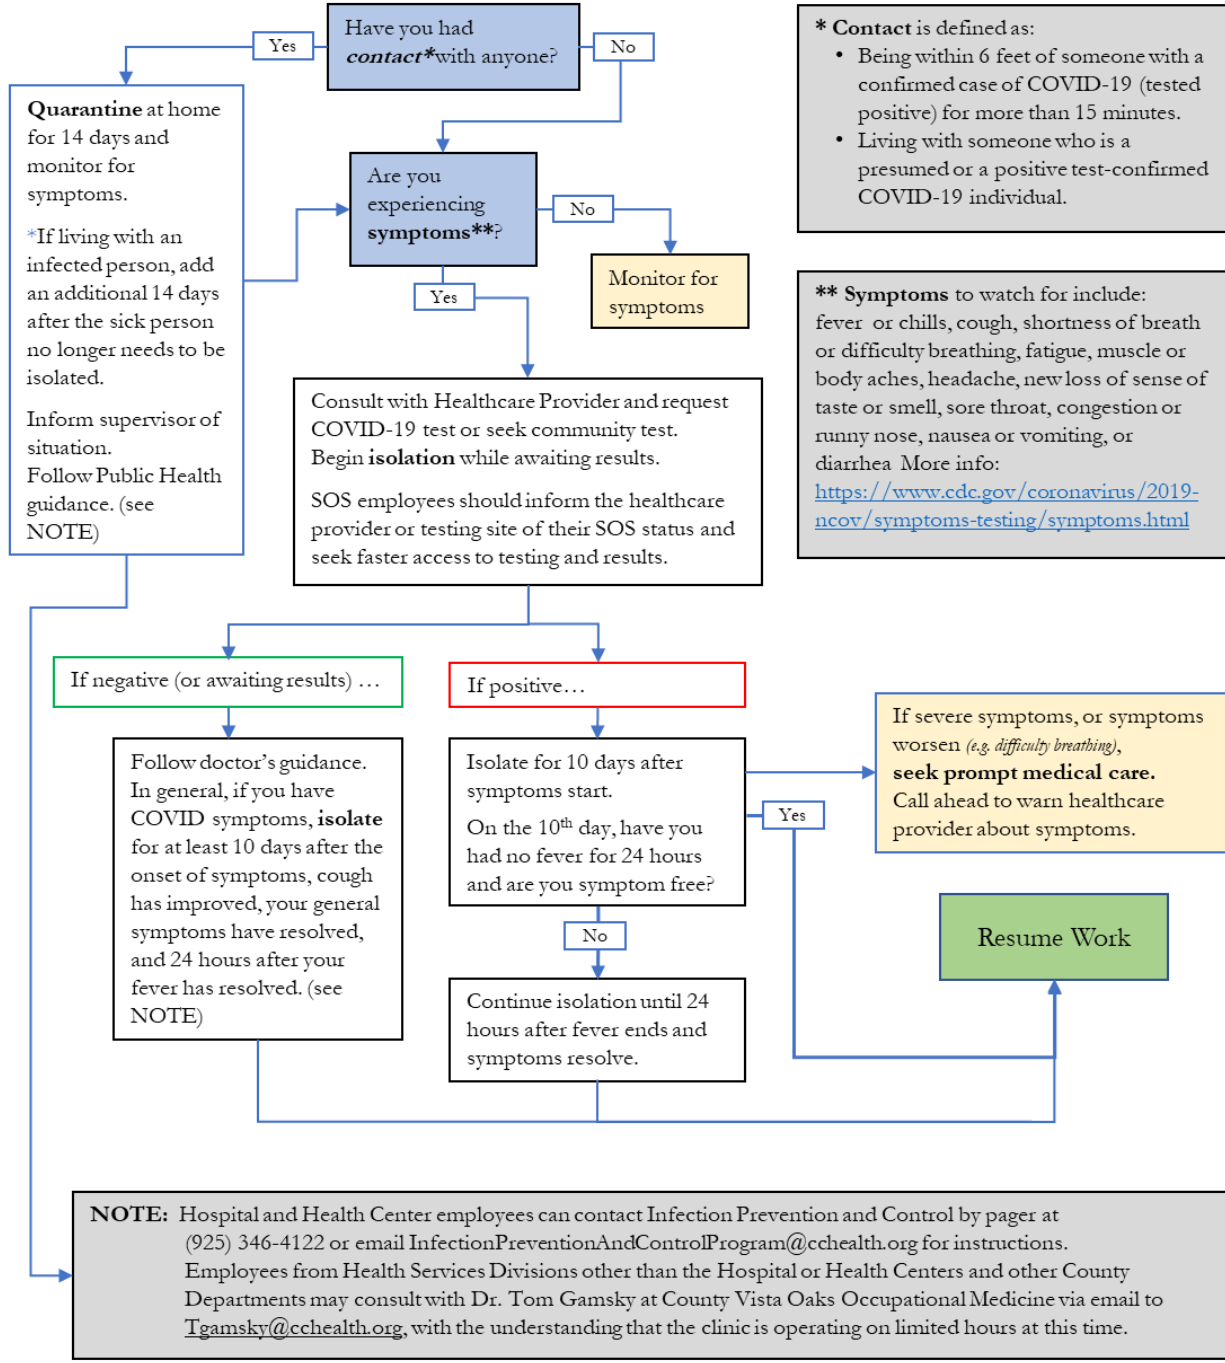 Have you had
contact* with anyone?
Yes
No
* Contact is defined as:
• Being within 6 feet of someone with a
confirmed case of COVID-19 (tested
positive) for more than 15 minutes.
• Living with someone who is a
presumed or a positive test-confirmed
COVID-19 individual.
Quarantine at home
for 14 days and
monitor for
symptoms.
*If living with an
infected person, add
an additional 14 days
after the sick person
no longer needs to be
isolated.
Inform supervisor of
situation.
Follow Public Health
guidance. (see
NOTE)
Are you
experiencing
symptoms**?
No
Yes
Monitor for
symptoms
** Symptoms to watch for include:
fever or chills, cough, shortness of breath
or difficulty breathing, fatigue, muscle or
body aches, headache, new loss of sense of
taste or smell, sore throat, congestion or
runny nose, nausea or vomiting, or
diarrhea More info:
https://www.cdc.gov/coronavirus/2019-
ncov/symptoms-testing/symptoms.html
Consult with Healthcare Provider and request
COVID-19 test or seek community test.
Begin isolation while awaiting results.
SOS employees should inform the healthcare
provider or testing site of their SOS status and
seek faster access to testing and results.
If negative (or awaiting results) …
If positive…
Follow doctor’s guidance.
In general, if you have
COVID symptoms, isolate
for at least 10 days after the
onset of symptoms, cough
has improved, your general
symptoms have resolved,
and 24 hours after your
fever has resolved. (see
NOTE)
Isolate for 10 days after
symptoms start.
On the 10th day, have you
had no fever for 24 hours
and are you symptom free?
Yes
No
If severe symptoms, or symptoms
worsen (e.g. difficulty breathing),
seek prompt medical care.
Call ahead to warn healthcare
provider about symptoms.
Continue isolation until 24
hours after fever ends and
symptoms resolve.
Resume Work
NOTE: Hospital and Health Center employees can contact Infection Prevention and Control by pager at
(925) 346-4122 or email InfectionPreventionAndControlProgram@cchealth.org for instructions.
Employees from Health Services Divisions other than the Hospital or Health Centers and other County
Departments may consult with Dr. Tom Gamsky at County Vista Oaks Occupational Medicine via email to
Tgamsky@cchealth.org, with the understanding that the clinic is operating on limited hours at this time.